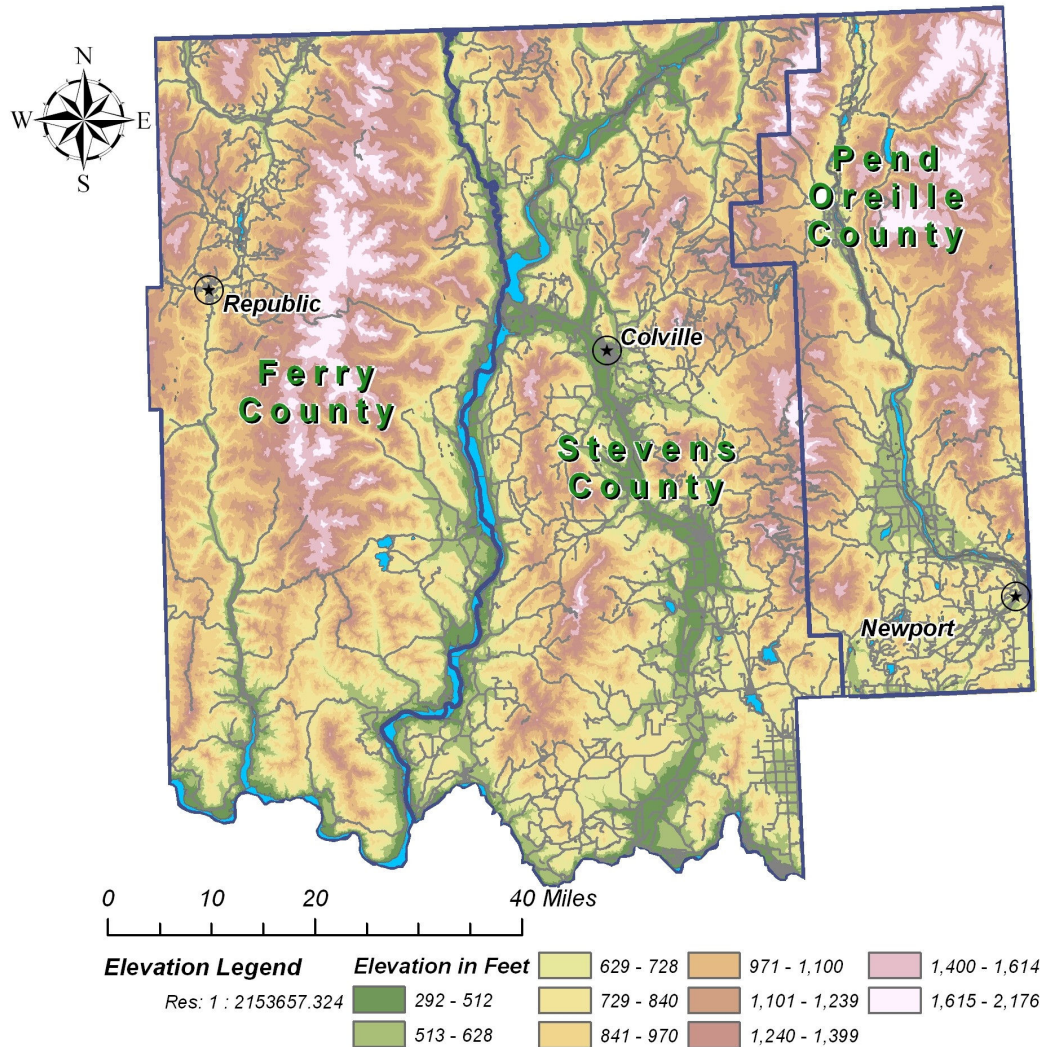 N
W E
S
Pend
Oreille
County
Republic
Colville
Ferry
County
Stevens
County
Newport
0 10 20 40 Miles
Elevation Legend
Res: 1 : 2153657.324
Elevation in Feet
292 - 512
513 - 628
629 - 728
729 - 840
841 - 970
971 - 1,100
1,101 - 1,239
1,240 - 1,399
1,400 - 1,614
1,615 - 2,176